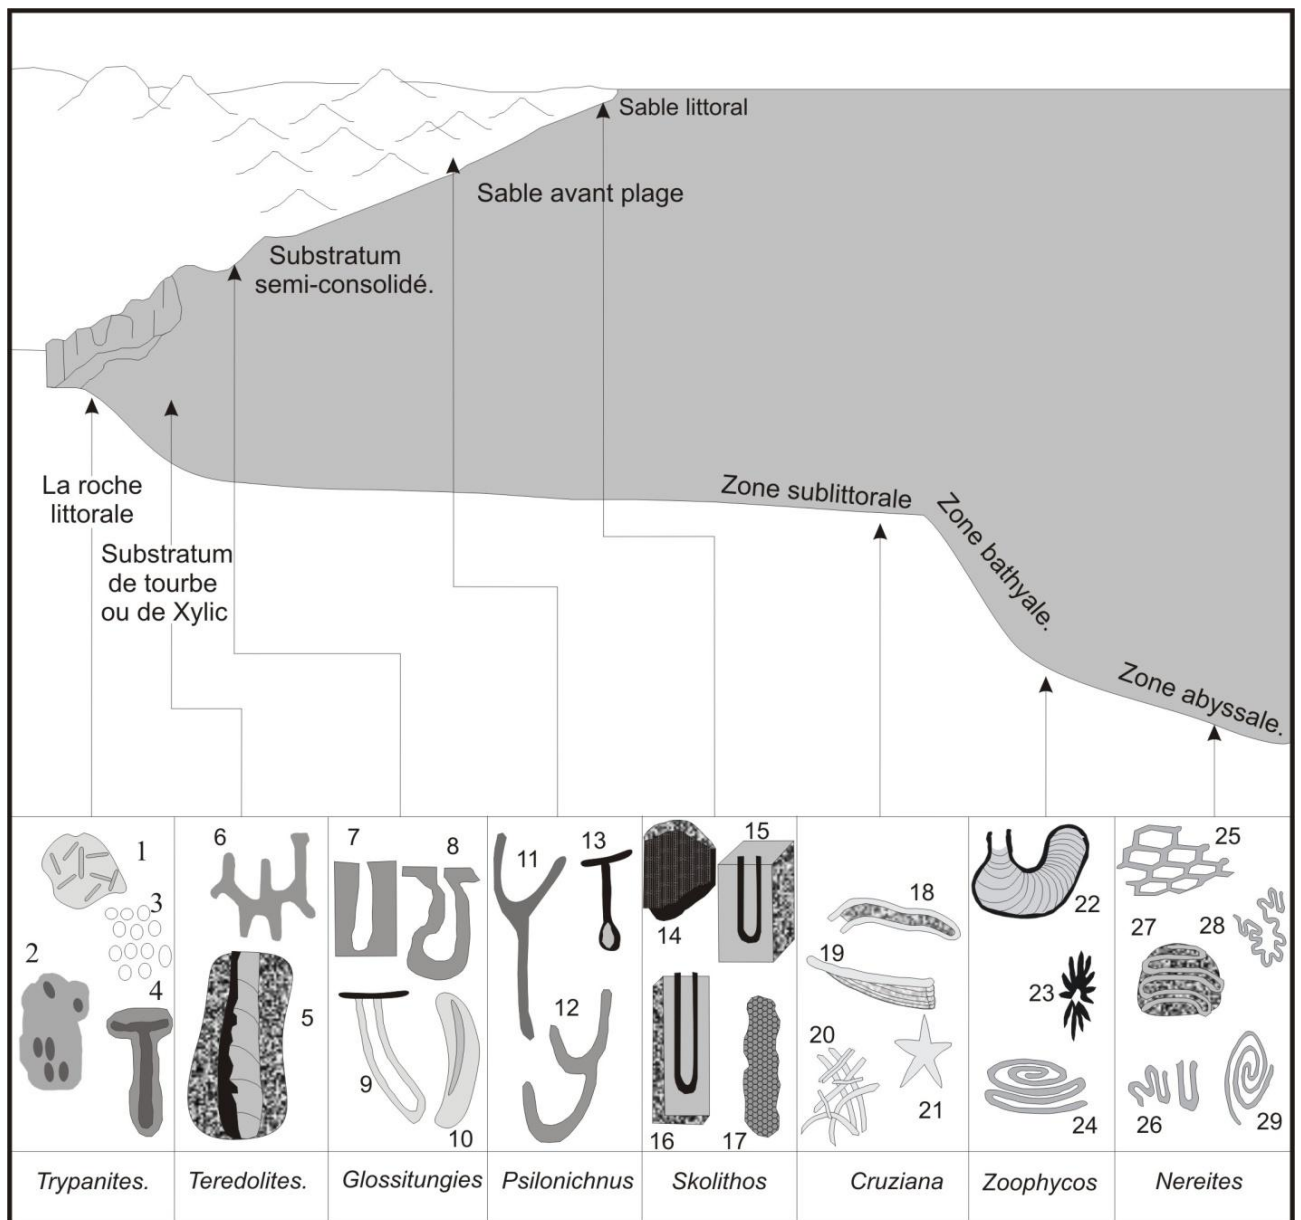 Sable littoral
Sable avant plage
Substratum
semi-consolidé.
La roche
littorale
Substratum
de tourbe
ou de Xylic
Zone sublittorale
Zone bathyale.
Zone abyssale.
1
2
3
4
5
6
7
8
9
10
11
12
13
14
15
16
17
18
19
20
21
22
23
24
25
26
27
28
29
Trypanites.
Teredolites.
Glossitungies
Psilonichnus
Skolithos
Cruziana
Zoophycos
Nereites